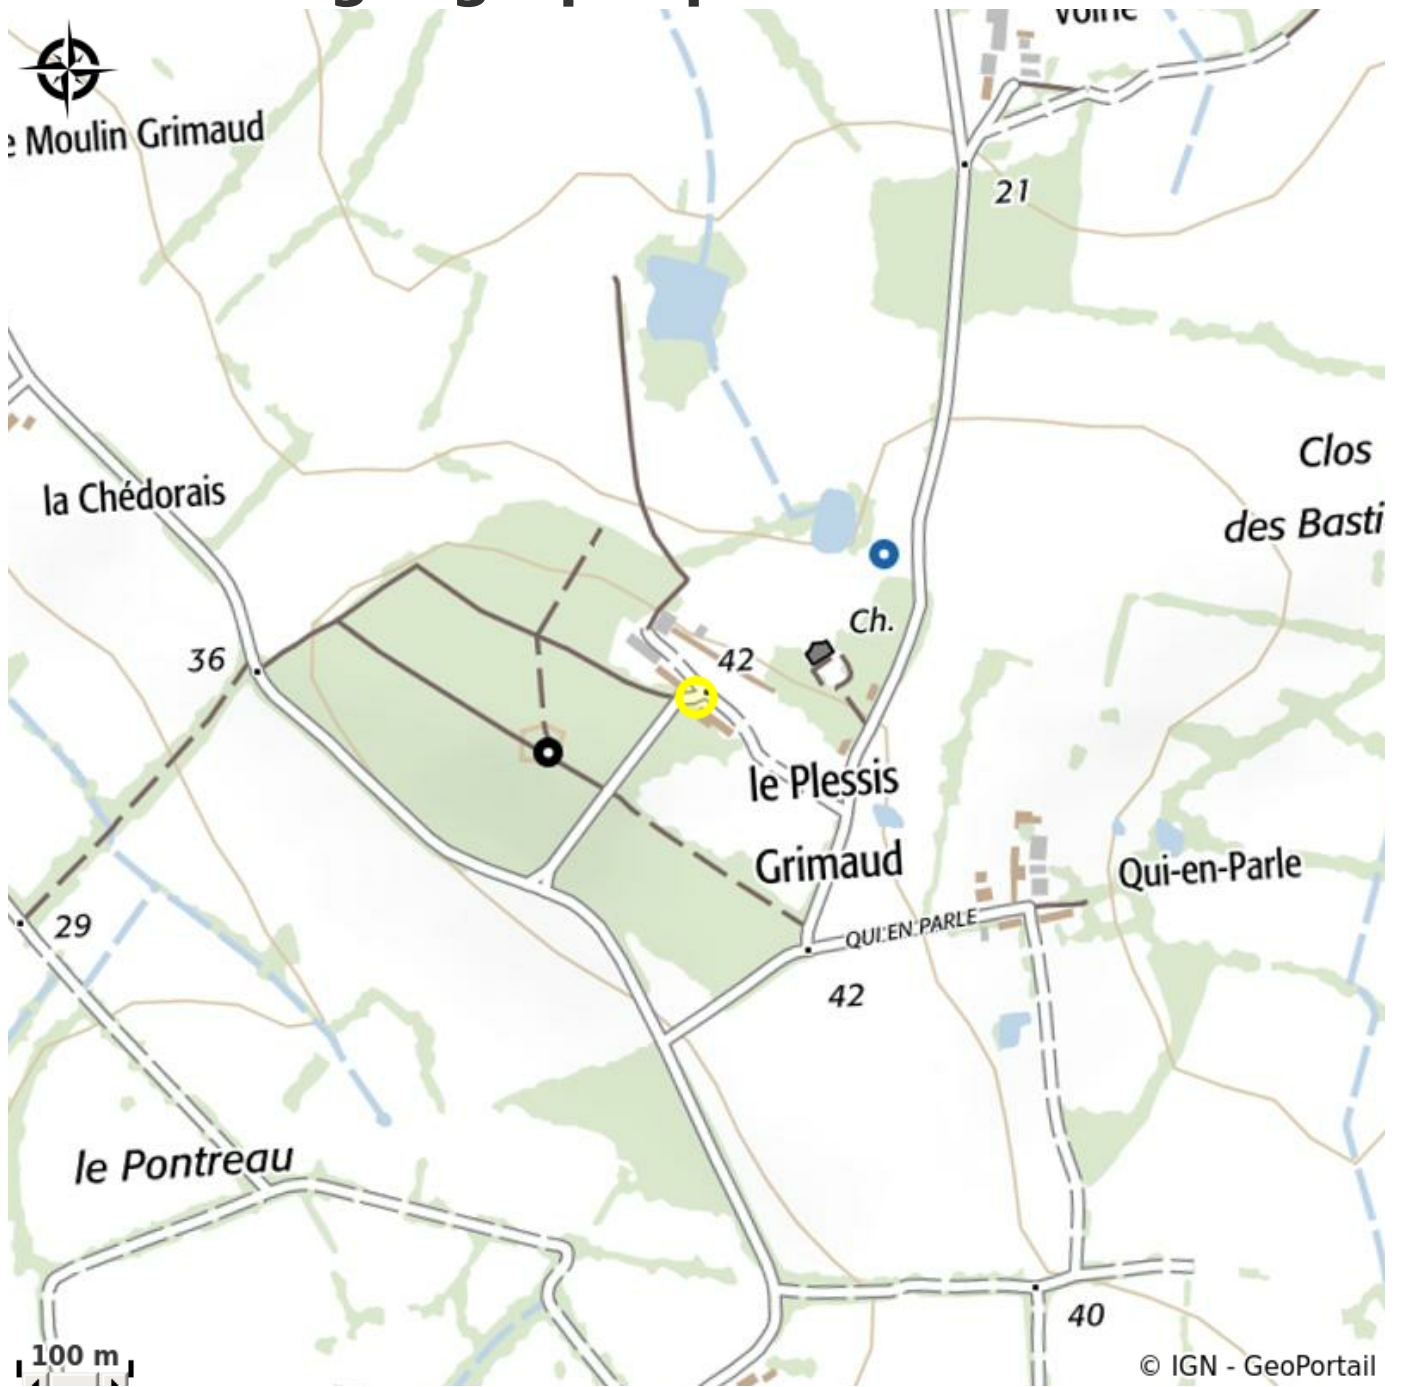 Voirie
e Moulin Grimaud
21
Clos
des Basti
la Chédorais
Ch.
36
42
le Plessis
Grimaud
Qui-en-Parle
QUI EN PARLE
29
42
le Pontreau
40
100 m
© IGN - GeoPortail